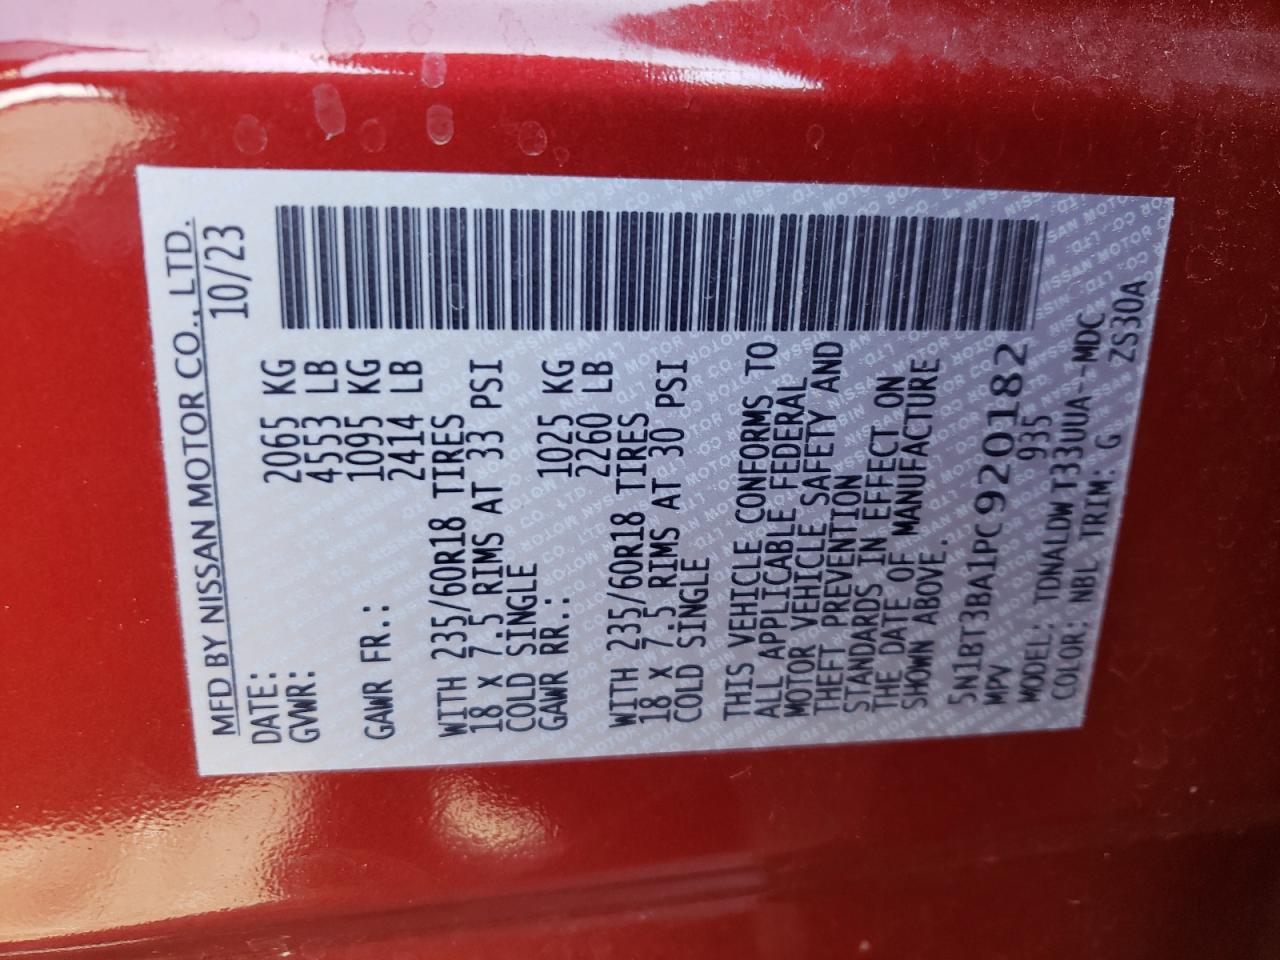 MFD BY NISSAN MOTOR CO., LTD.
DATE: 10/23
GVWR: 2065 KG
4553 LB
GAWR FR.: 1095 KG
2414 LB
WITH 235/60R18 TIRES
18 X 7.5 RIMS AT 33 PSI
COLD SINGLE
GAWR RR.: 1025 KG
2260 LB
WITH 235/60R18 TIRES
18 X 7.5 RIMS AT 30 PSI
COLD SINGLE
THIS VEHICLE CONFORMS TO
ALL APPLICABLE FEDERAL
MOTOR VEHICLE SAFETY AND
THEFT PREVENTION
STANDARDS IN EFFECT ON
THE DATE OF MANUFACTURE
SHOWN ABOVE.
5N1BT3BA1PC920182
MPV 935
MODEL: TDNALDWT33UUA--MDC
COLOR: NBL TRIM: G ZS30A